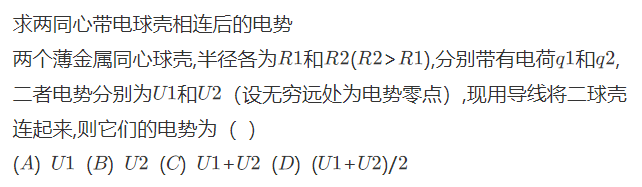 求两同心带电球壳相连后的电势
两个薄金属同心球壳,半径各为R1和R2(R2>R1),分别带有电荷q1和q2,
二者电势分别为U1和U2（设无穷远处为电势零点）,现用导线将二球壳
连起来,则它们的电势为（ ）
(A) U1 (B) U2 (C) U1+U2 (D) (U1+U2)/2